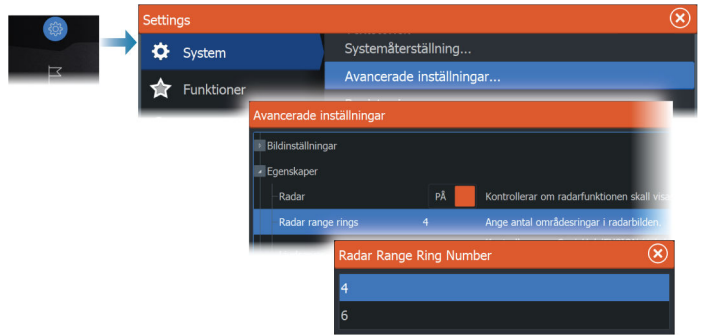 Settings
System
Systemåterställning...
Avancerade inställningar...
Funktioner
Avancerade inställningar
Bildinställningar
Egenskaper
Radar PÅ Kontrollerar om radarfunktionen skall visa
Radar range rings 4 Ange antal områdesringar i radarbilden.
Radar Range Ring Number
4
6